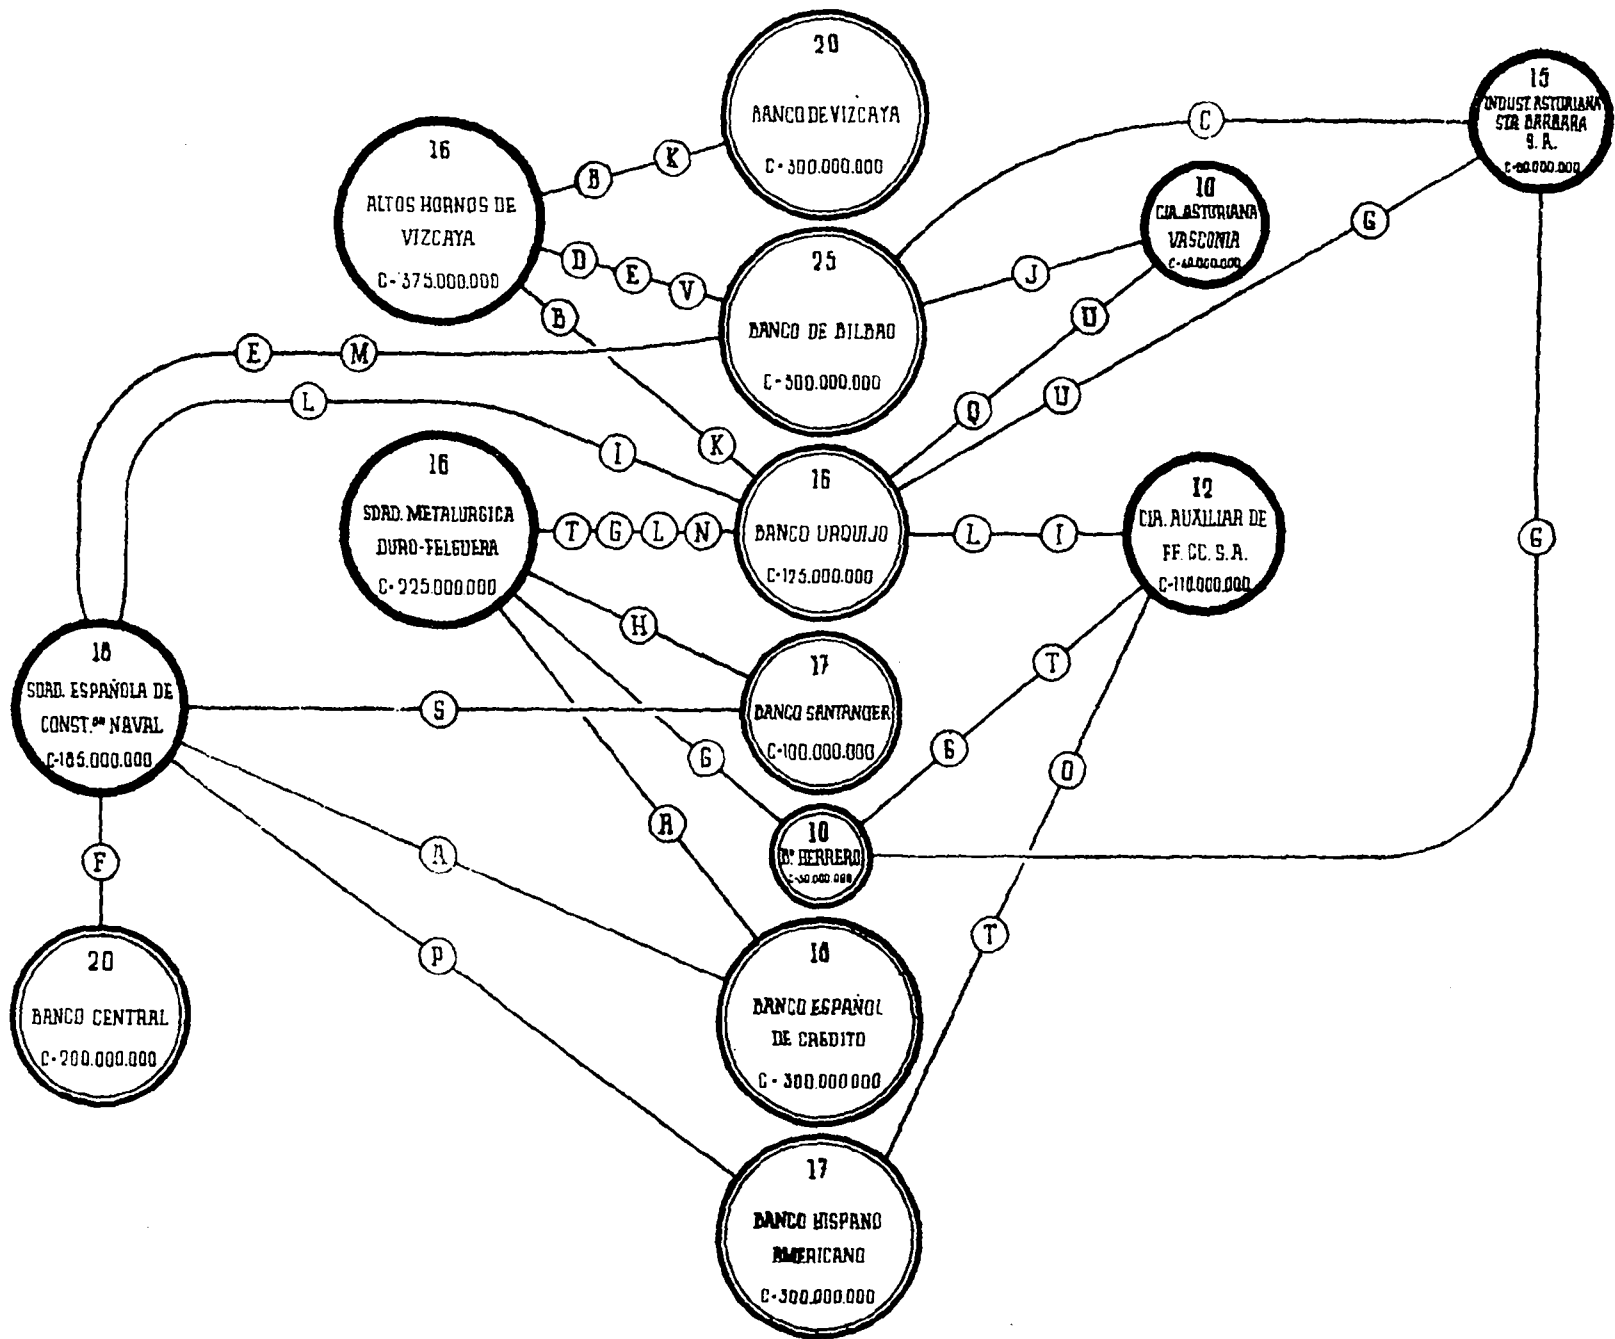 20
BANCO DE VIZCAYA
C-300.000.000
15
INDUST. ASTURIANA
STA BARBARA
S. A.
C-80.000.000
C
16
ALTOS HORNOS DE
VIZCAYA
C-375.000.000
B
K
10
CIA. ASTURIANA
VASCONIA
G
25
BANCO DE BILBAO
C-300.000.000
D
E
V
J
B
U
E
M
L
Q
U
K
I
16
SDAD. METALURGICA
DURO-FELGUERA
C-225.000.000
T
G
L
N
16
BANCO URQUIJO
C-125.000.000
L
I
12
CIA. AUXILIAR DE
FF. CC. S. A.
C-110.000.000
G
H
T
18
SDAD. ESPAÑOLA DE
CONST.ON NAVAL
C-185.000.000
S
17
BANCO SANTANDER
C-100.000.000
G
G
O
R
10
B.º HERRERO
F
A
P
T
20
BANCO CENTRAL
C-200.000.000
18
BANCO ESPAÑOL
DE CREDITO
C-300.000.000
17
BANCO HISPANO
AMERICANO
C-300.000.000